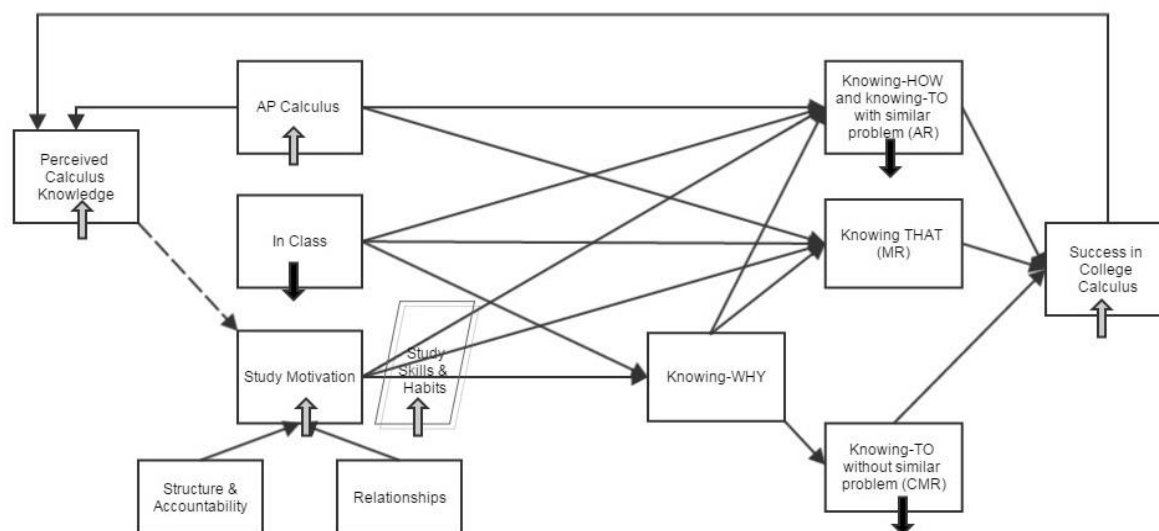 AP Calculus
Knowing-HOW
and knowing-TO
with similar
problem (AR)
Perceived
Calculus
Knowledge
In Class
Knowing THAT
(MR)
Success in
College
Calculus
Study Motivation
Study
Skills &
Habits
Knowing-WHY
Knowing-TO
without similar
problem (CMR)
Structure &
Accountability
Relationships